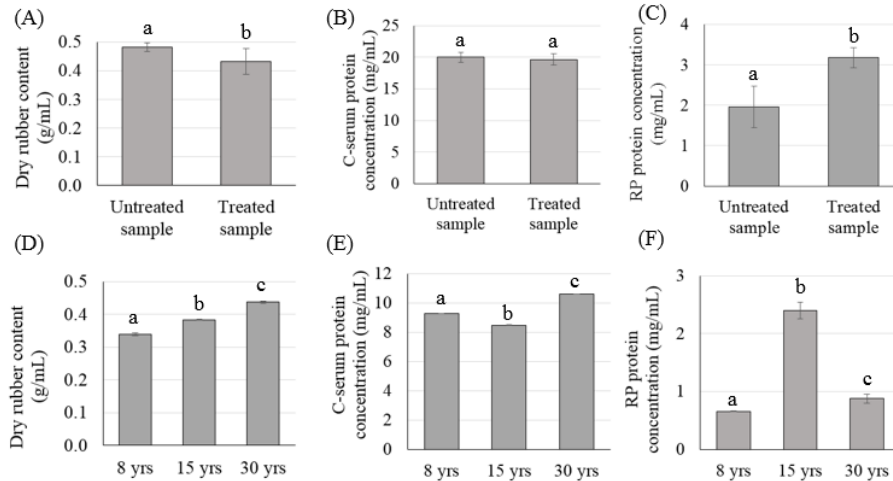 (A)
Dry rubber content
(g/mL)
0.5
0.4
0.3
0.2
0.1
0.0
a
b
Untreated
sample
Treated
sample
(B)
C-serum protein
concentration (mg/mL)
25
20
15
10
5
0
a
a
Untreated
sample
Treated
sample
(C)
RP protein concentration
(mg/mL)
4
3
2
1
0
a
b
Untreated
sample
Treated
sample
(D)
Dry rubber content
(g/mL)
0.5
0.4
0.3
0.2
0.1
0.0
a
b
c
8 yrs
15 yrs
30 yrs
(E)
C-serum protein
concentration (mg/mL)
12
10
8
6
4
2
0
a
b
c
8 yrs
15 yrs
30 yrs
(F)
RP protein
concentration (mg/mL)
3
2
1
0
a
b
c
8 yrs
15 yrs
30 yrs